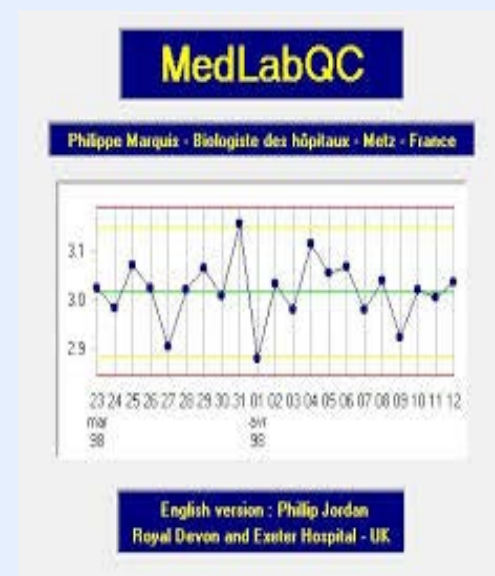 MedLabQC
Philippe Marquis - Biologiste des hôpitaux - Metz - France
3.1
3.0
2.9
23 24 25 26 27 28 29 30 31 01 02 03 04 05 06 07 08 09 10 11 12
mar avr
98 98
English version : Phillip Jordan
Royal Devon and Exeter Hospital - UK